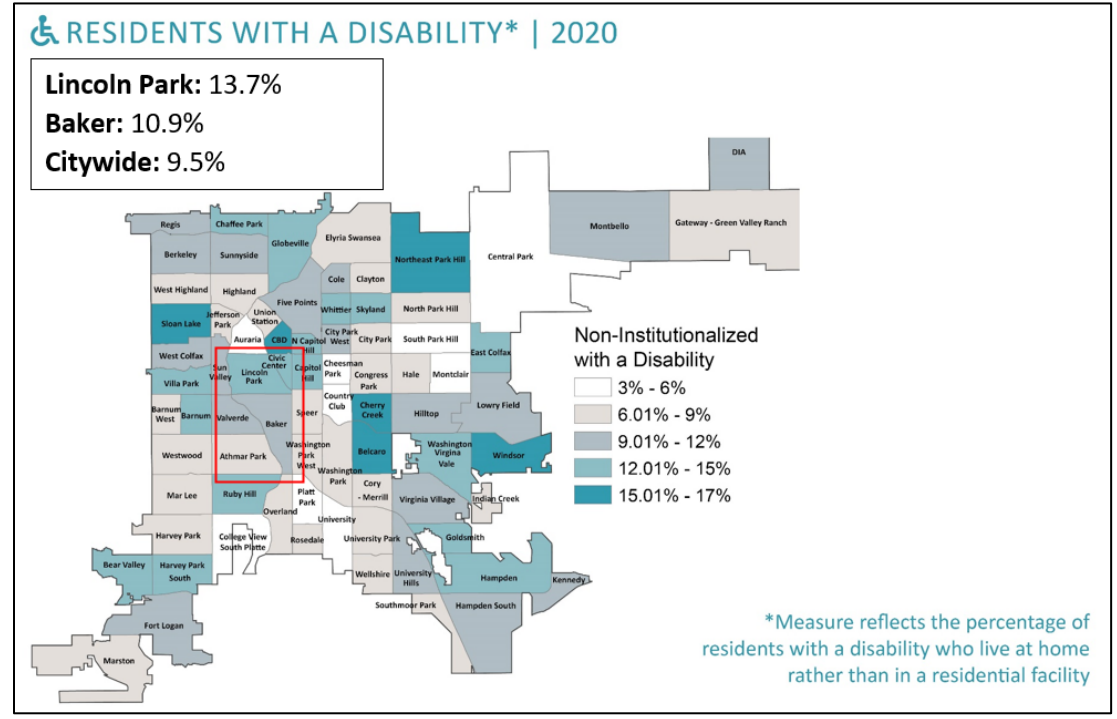 RESIDENTS WITH A DISABILITY* | 2020
Lincoln Park: 13.7%
Baker: 10.9%
Citywide: 9.5%
DIA
Regis
Chaffee Park
Globeville
Elyria Swansea
Montbello
Gateway - Green Valley Ranch
Berkeley
Sunnyside
Northeast Park Hill
Central Park
Cole
Clayton
West Highland
Highland
Five Points
Jefferson
Park
Union
Station
Whittier
Skyland
North Park Hill
Sloan Lake
Auraria
CBD
N Capitol
Hill
City Park
West
City Park
South Park Hill
West Colfax
Civic
Center
East Colfax
Sun
Valley
Lincoln
Park
Capitol
Hill
Cheesman
Park
Congress
Park
Hale
Montclair
Villa Park
Country
Club
Barnum
West
Barnum
Valverde
Baker
Speer
Cherry
Creek
Hilltop
Lowry Field
Westwood
Athmar Park
Washington
Park
West
Washington
Park
Belcaro
Washington
Virgina
Vale
Windsor
Mar Lee
Ruby Hill
Platt
Park
Cory
- Merrill
Virginia Village
Indian Creek
Overland
University
Harvey Park
College View
South Platte
Rosedale
University Park
Goldsmith
Bear Valley
Harvey Park
South
Wellshire
University
Hills
Hampden
Kennedy
Southmoor Park
Hampden South
Fort Logan
Marston
Non-Institutionalized
with a Disability
3% - 6%
6.01% - 9%
9.01% - 12%
12.01% - 15%
15.01% - 17%
*Measure reflects the percentage of
residents with a disability who live at home
rather than in a residential facility